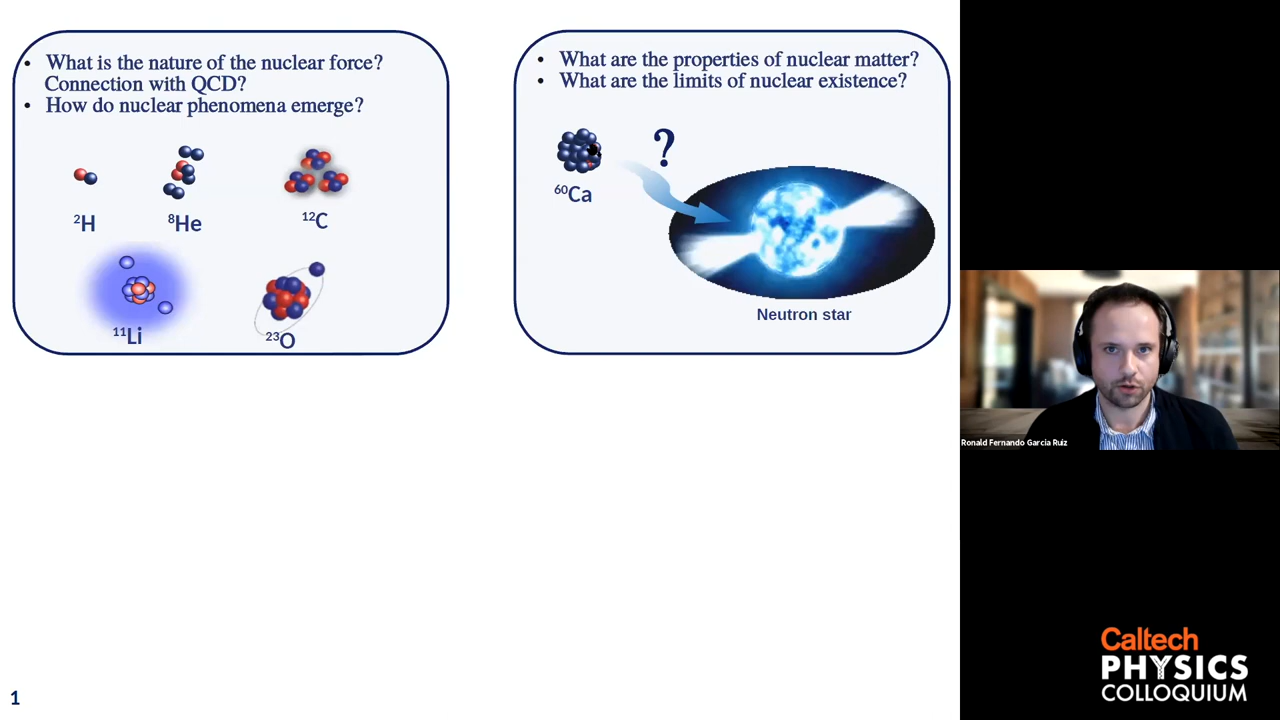 • What is the nature of the nuclear force?
Connection with QCD?
• How do nuclear phenomena emerge?
²H
⁸He
¹²C
¹¹Li
²³O
• What are the properties of nuclear matter?
• What are the limits of nuclear existence?
?
⁶⁰Ca
Neutron star
1
Ronald Fernando Garcia Ruiz
Caltech
PHYSICS
COLLOQUIUM